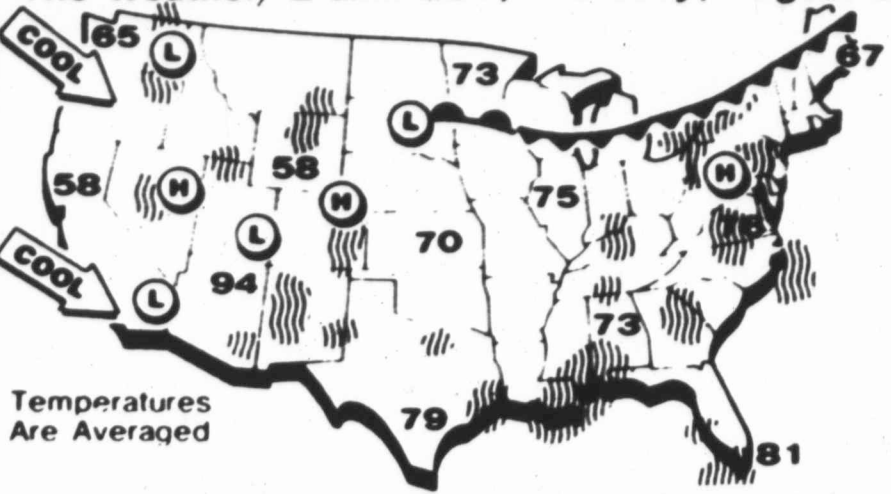 65
L
COOL
73
67
L
58
H
58
H
75
H
70
L
COOL
94
L
73
Temperatures
Are Averaged
79
81